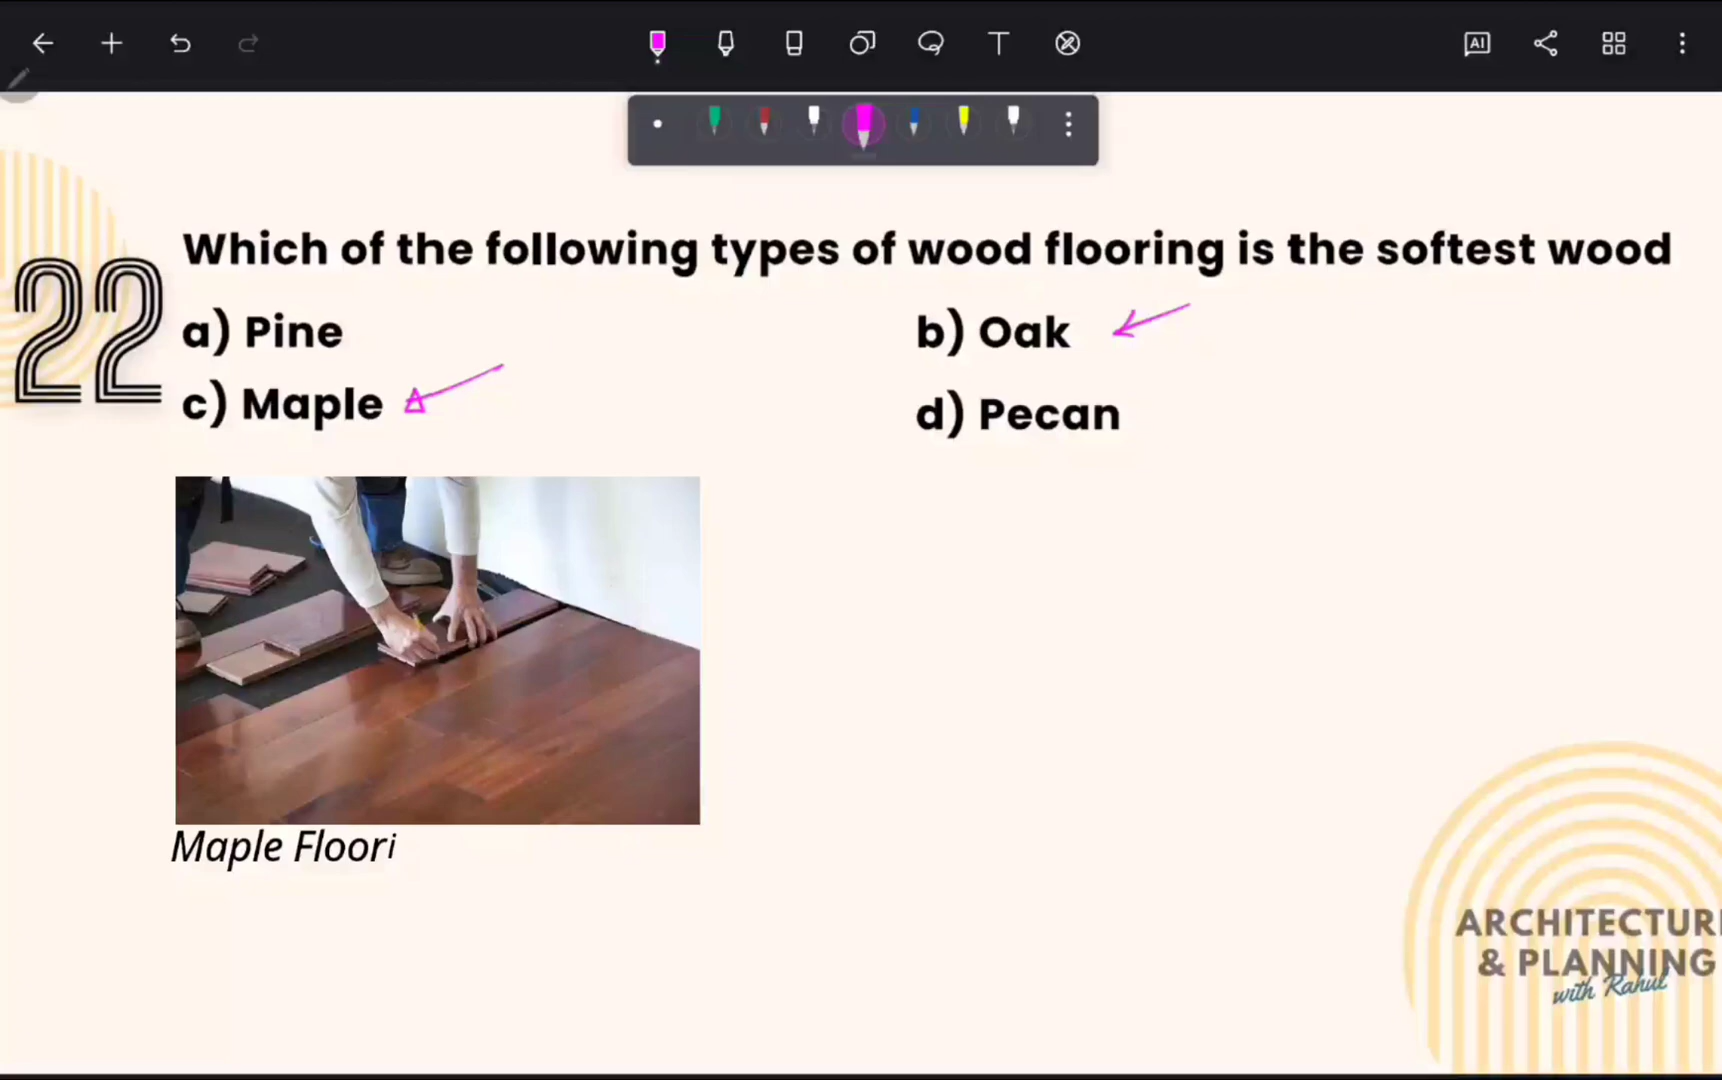 AI
T
22
Which of the following types of wood flooring is the softest wood
a) Pine
b) Oak
c) Maple
d) Pecan
Maple Floori
ARCHITECTUR
& PLANNING
with Rahul